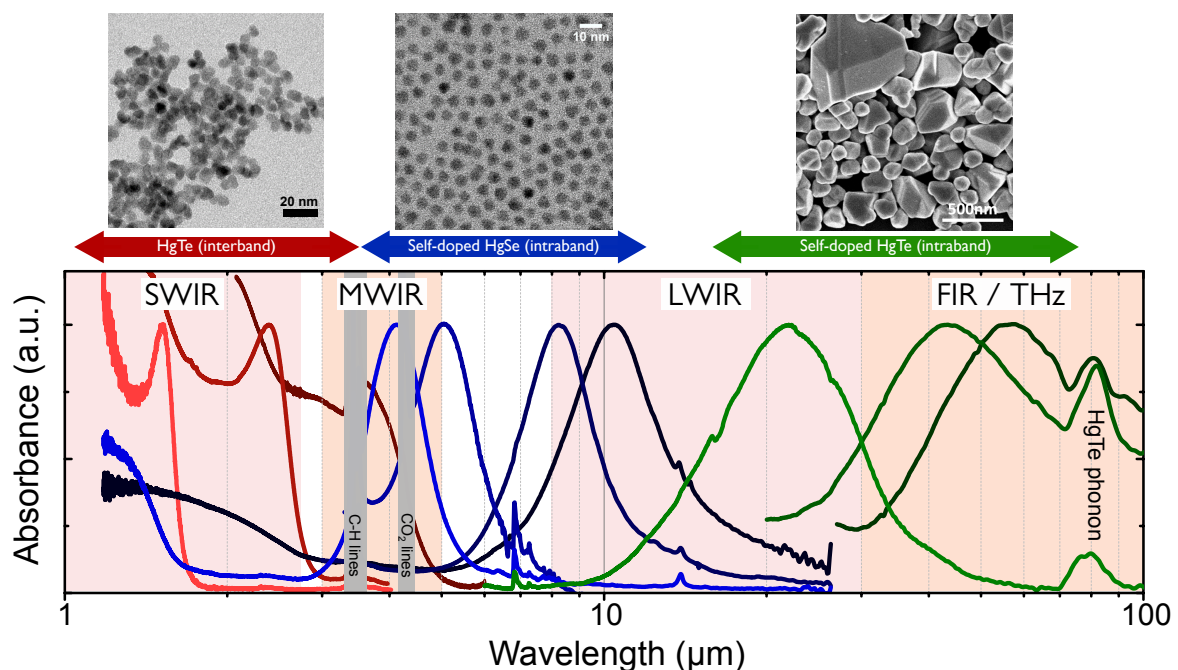 10 nm
20 nm
500nm
HgTe (interband)
Self-doped HgSe (intraband)
Self-doped HgTe (intraband)
SWIR
MWIR
LWIR
FIR / THz
Absorbance (a.u.)
C-H lines
CO₂ lines
HgTe phonon
1
10
100
Wavelength (μm)